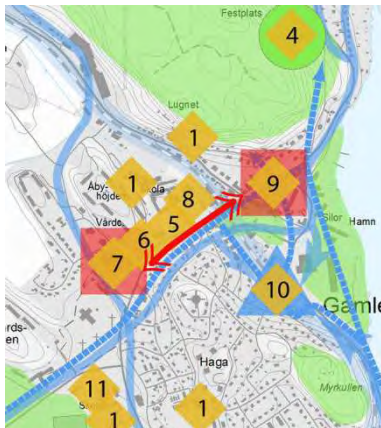 Festplats
4
Lugnet
1
1
Åby-
höjde
kola
9
8
Vårdc
5
6
7
Silor
Hamn
10
Gamle
Haga
Myrkullen
11
1
1